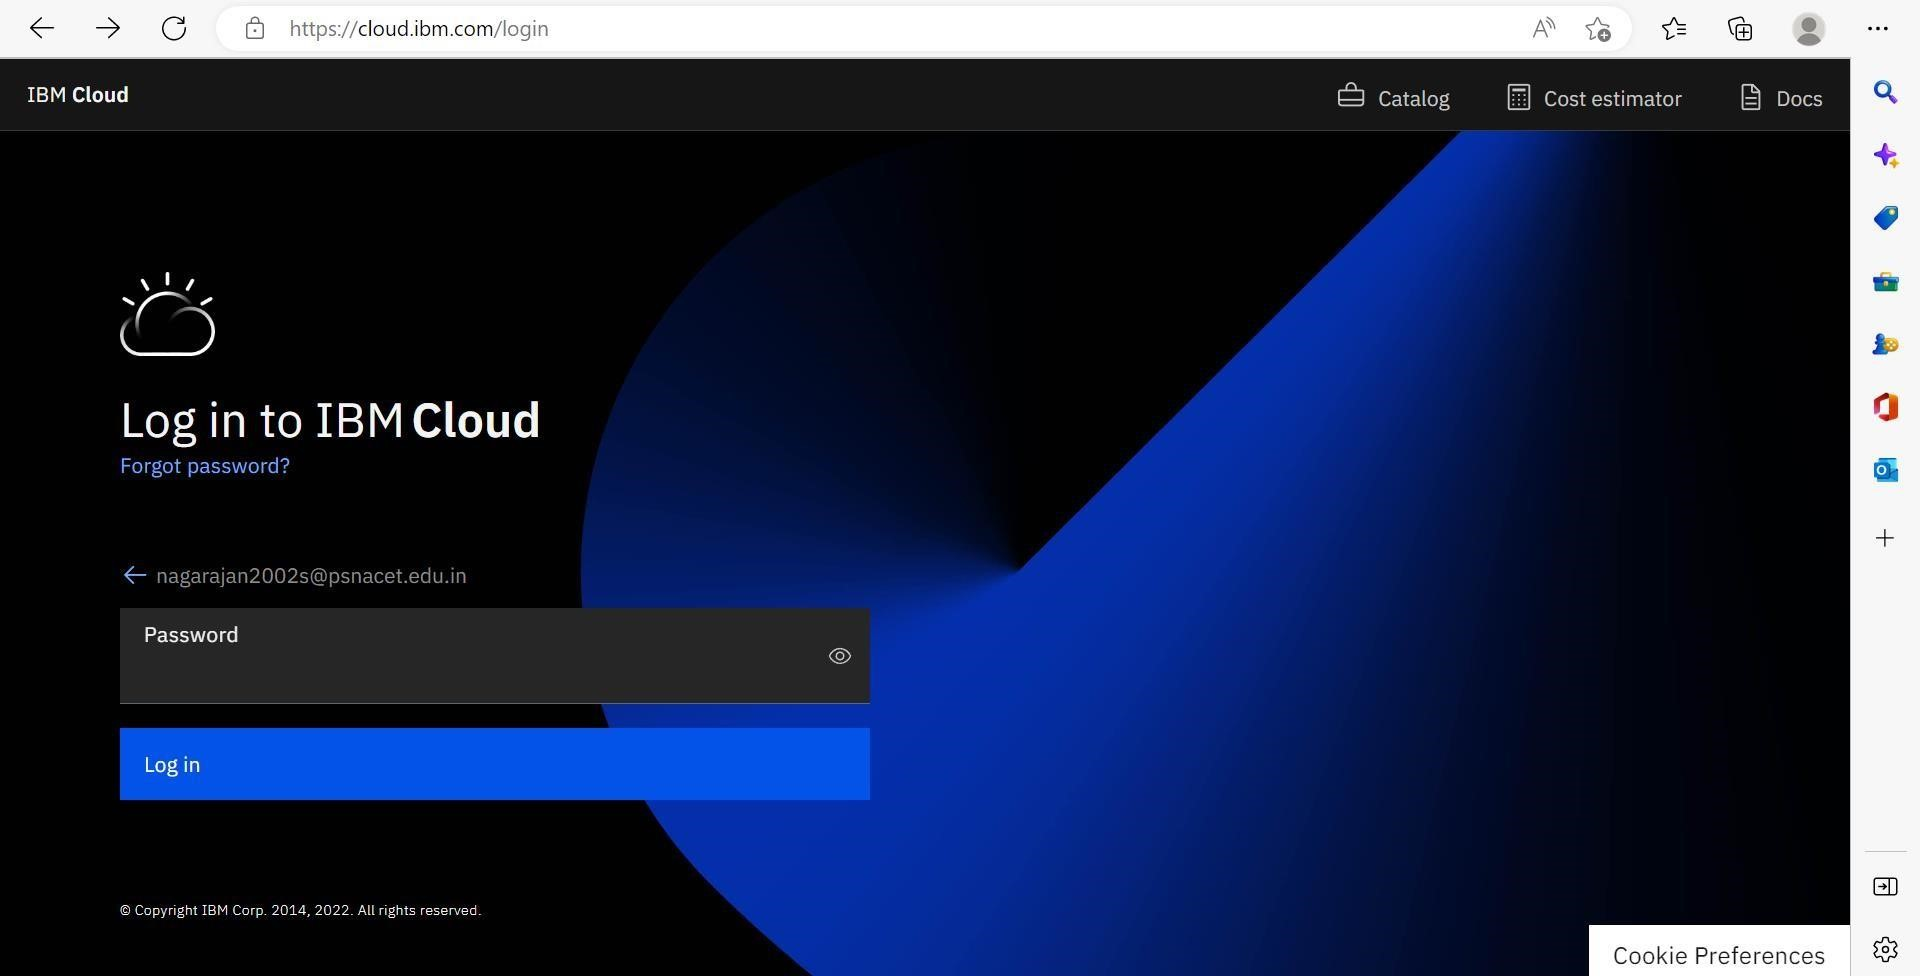 https://cloud.ibm.com/login
IBM Cloud
Catalog
Cost estimator
Docs
Log in to IBM Cloud
Forgot password?
nagarajan2002s@psnacet.edu.in
Password
Log in
© Copyright IBM Corp. 2014, 2022. All rights reserved.
Cookie Preferences